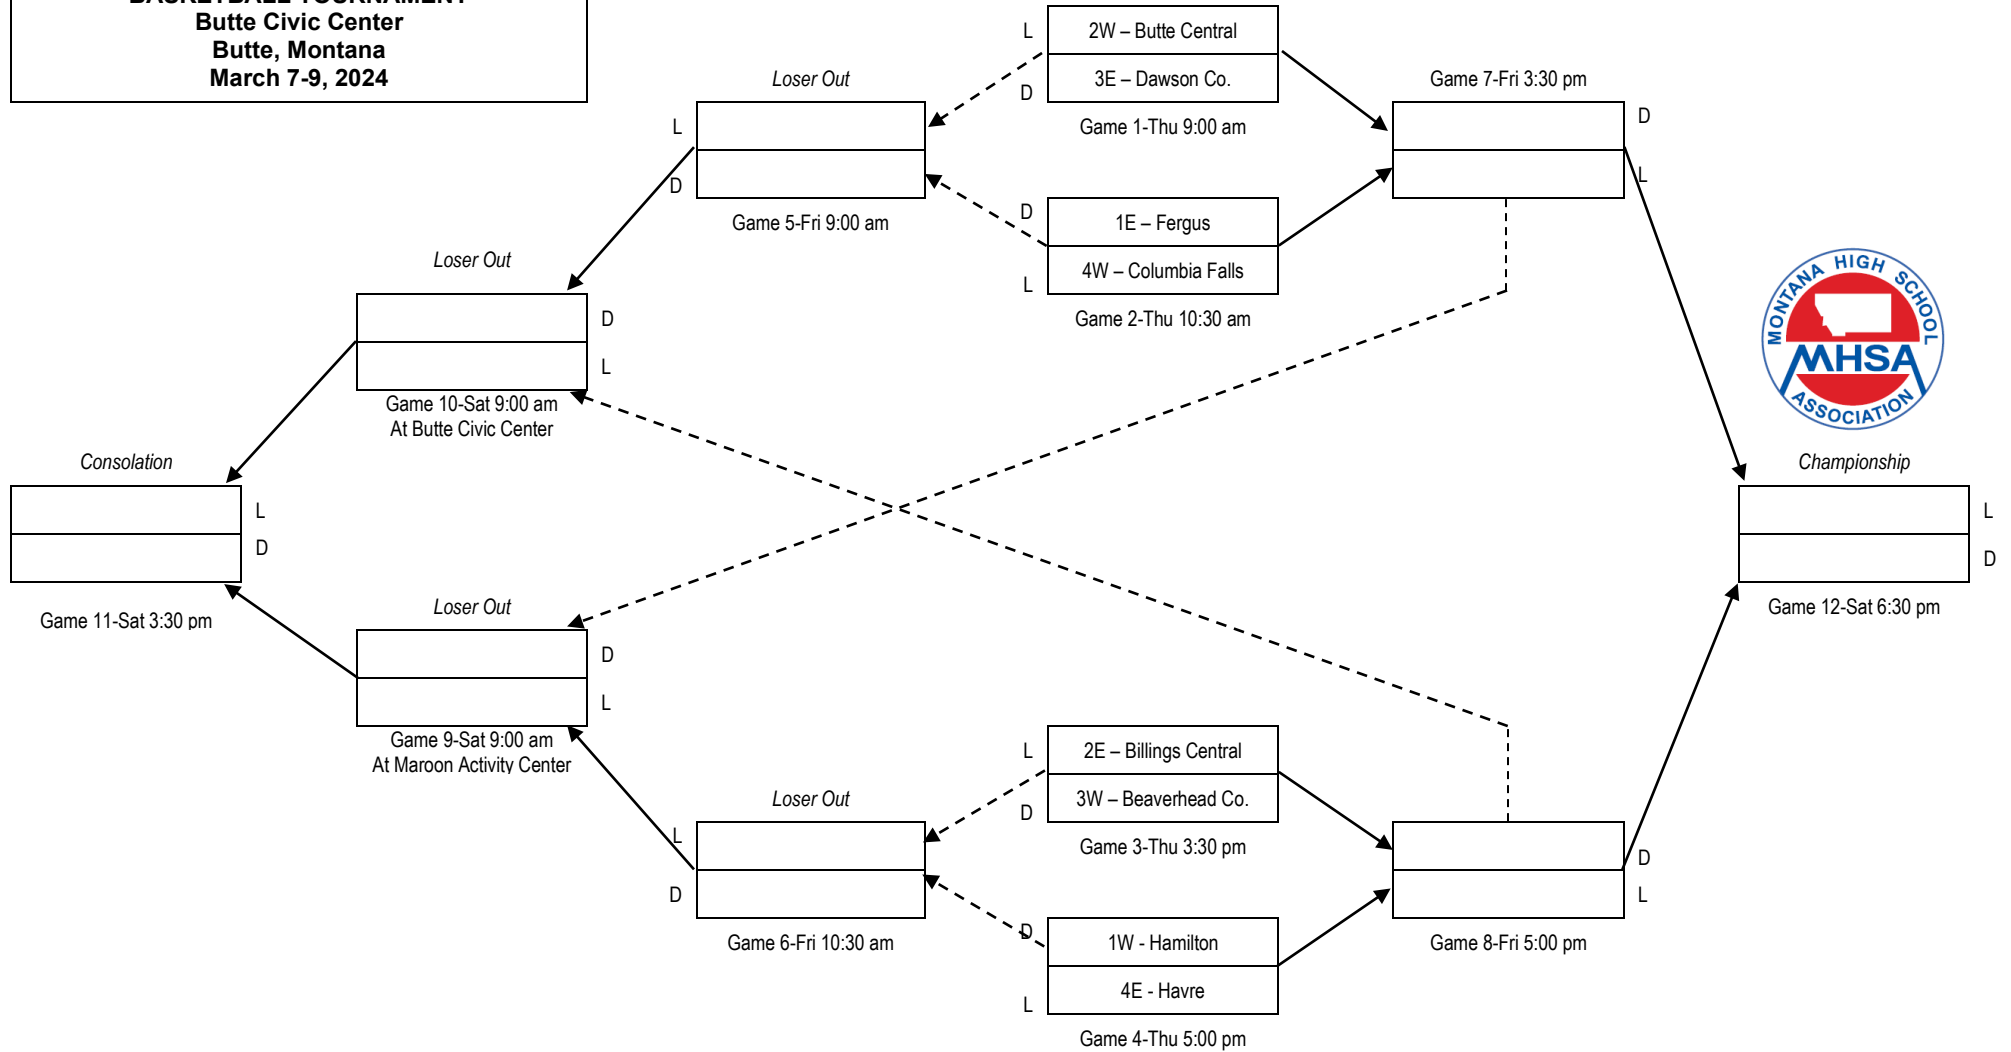 BASKETBALL TOURNAMENT
Butte Civic Center
Butte, Montana
March 7-9, 2024
L
2W – Butte Central
3E – Dawson Co.
D
Game 1-Thu 9:00 am
D
1E – Fergus
4W – Columbia Falls
L
Game 2-Thu 10:30 am
Loser Out
L
D
Game 5-Fri 9:00 am
Game 7-Fri 3:30 pm
D
L
Loser Out
D
L
Game 10-Sat 9:00 am
At Butte Civic Center
MONTANA HIGH SCHOOL
MHSA
ASSOCIATION
Consolation
L
D
Game 11-Sat 3:30 pm
Championship
L
D
Game 12-Sat 6:30 pm
Loser Out
D
L
Game 9-Sat 9:00 am
At Maroon Activity Center
Loser Out
L
D
Game 6-Fri 10:30 am
L
2E – Billings Central
3W – Beaverhead Co.
D
Game 3-Thu 3:30 pm
D
1W - Hamilton
4E - Havre
L
Game 4-Thu 5:00 pm
D
L
Game 8-Fri 5:00 pm